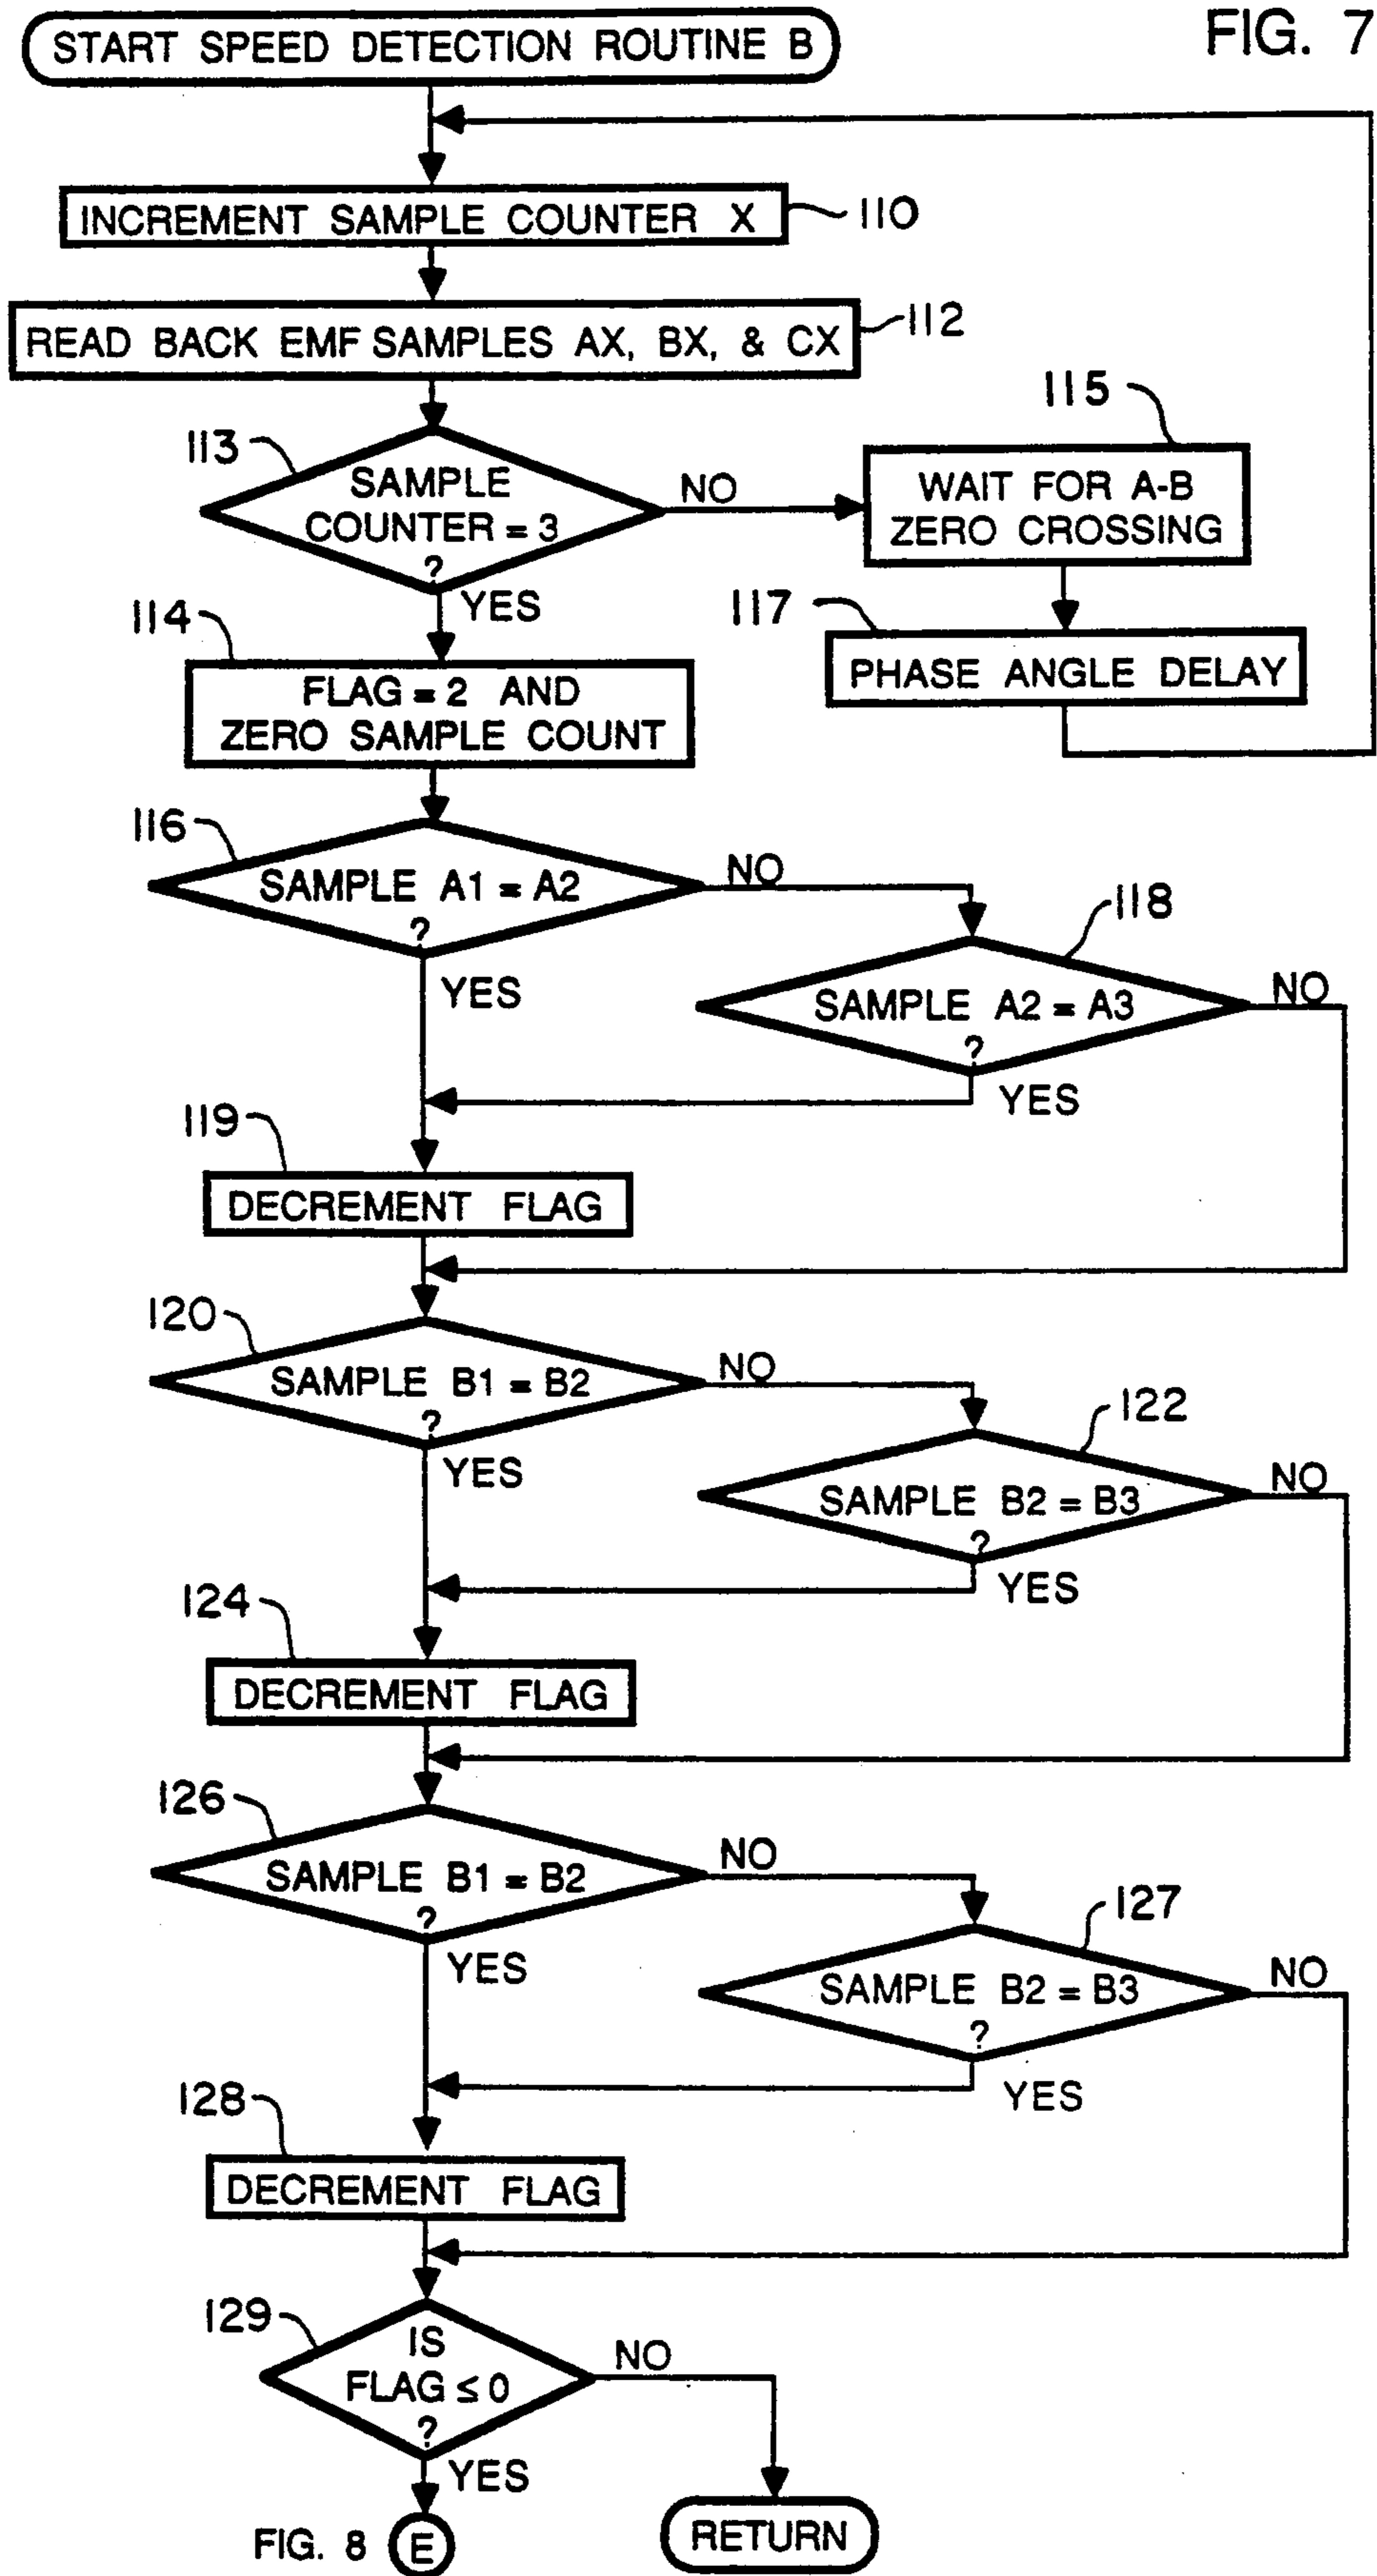 FIG. 7
START SPEED DETECTION ROUTINE B
INCREMENT SAMPLE COUNTER X
110
READ BACK EMF SAMPLES AX, BX, & CX
112
113
SAMPLE
COUNTER = 3
?
NO
YES
115
WAIT FOR A-B
ZERO CROSSING
117
PHASE ANGLE DELAY
114
FLAG = 2 AND
ZERO SAMPLE COUNT
116
SAMPLE A1 = A2
?
NO
YES
118
SAMPLE A2 = A3
?
NO
YES
119
DECREMENT FLAG
120
SAMPLE B1 = B2
?
NO
YES
122
SAMPLE B2 = B3
?
NO
YES
124
DECREMENT FLAG
126
SAMPLE B1 = B2
?
NO
YES
127
SAMPLE B2 = B3
?
NO
YES
128
DECREMENT FLAG
129
IS
FLAG ≤ 0
?
NO
YES
FIG. 8 E
RETURN